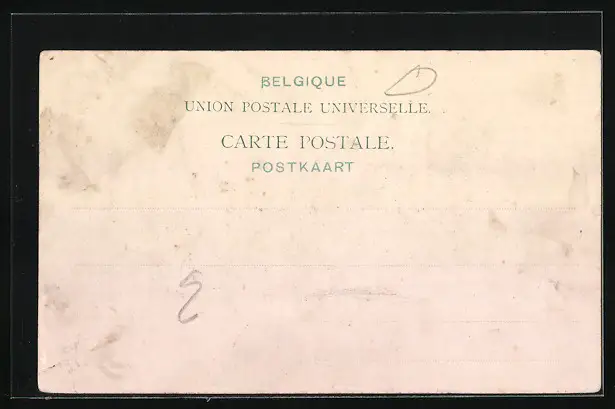 BELGIQUE
UNION POSTALE UNIVERSELLE.
CARTE POSTALE.
POSTKAART